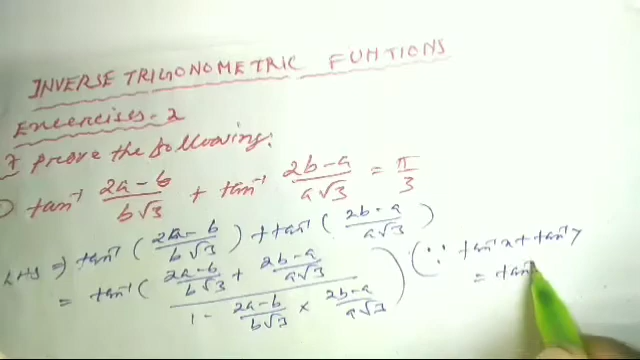 INVERSE TRIGONOMETRIC FUNTIONS
Excercises-2
I prove the following:
) tan⁻¹ (2a-b)/(b√3) + tan⁻¹ (2b-a)/(a√3) = π/3
LHS ⇒ tan⁻¹ ((2a-b)/(b√3)) + tan⁻¹ ((2b-a)/(a√3))
= tan⁻¹ (((2a-b)/(b√3) + (2b-a)/(a√3)) / (1 - (2a-b)/(b√3) × (2b-a)/(a√3))) (∵ tan⁻¹x + tan⁻¹y
= tan